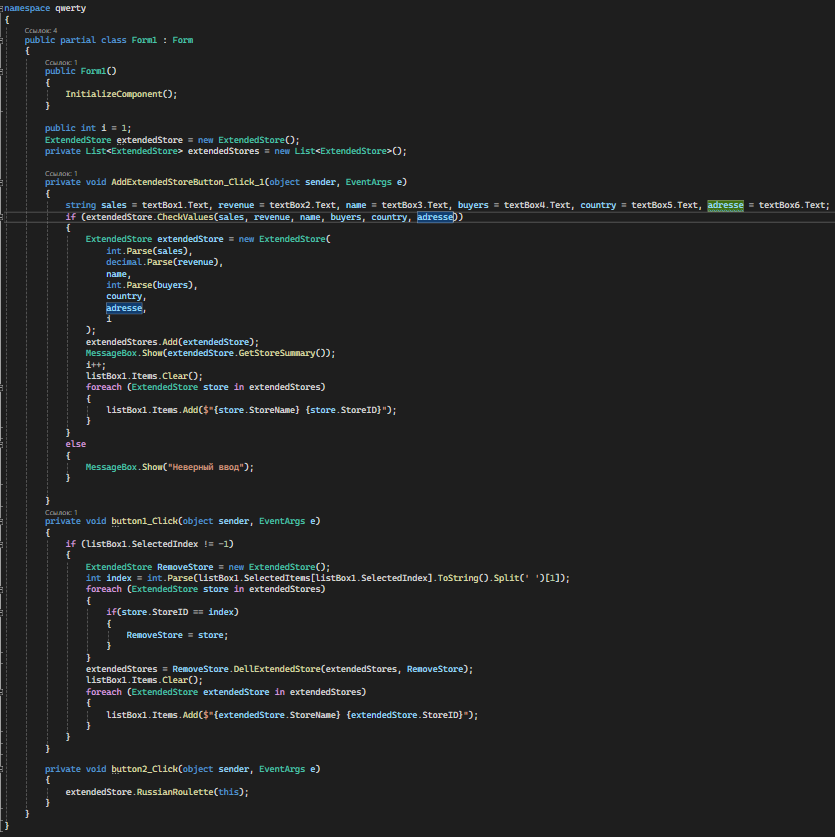 namespace qwerty
{
Ссылок: 4
public partial class Form1 : Form
{
Ссылок: 1
public Form1()
{
InitializeComponent();
}
public int i = 1;
ExtendedStore extendedStore = new ExtendedStore();
private List<ExtendedStore> extendedStores = new List<ExtendedStore>();
Ссылок: 1
private void AddExtendedStoreButton_Click_1(object sender, EventArgs e)
{
string sales = textBox1.Text, revenue = textBox2.Text, name = textBox3.Text, buyers = textBox4.Text, country = textBox5.Text, adresse = textBox6.Text;
if (extendedStore.CheckValues(sales, revenue, name, buyers, country, adresse))
{
ExtendedStore extendedStore = new ExtendedStore(
int.Parse(sales),
decimal.Parse(revenue),
name,
int.Parse(buyers),
country,
adresse,
i
);
extendedStores.Add(extendedStore);
MessageBox.Show(extendedStore.GetStoreSummary());
i++;
listBox1.Items.Clear();
foreach (ExtendedStore store in extendedStores)
{
listBox1.Items.Add($"{store.StoreName} {store.StoreID}");
}
}
else
{
MessageBox.Show("Неверный ввод");
}
}
Ссылок: 1
private void button1_Click(object sender, EventArgs e)
{
if (listBox1.SelectedIndex != -1)
{
ExtendedStore RemoveStore = new ExtendedStore();
int index = int.Parse(listBox1.SelectedItems[listBox1.SelectedIndex].ToString().Split(' ')[1]);
foreach (ExtendedStore store in extendedStores)
{
if(store.StoreID == index)
{
RemoveStore = store;
}
}
extendedStores = RemoveStore.DellExtendedStore(extendedStores, RemoveStore);
listBox1.Items.Clear();
foreach (ExtendedStore extendedStore in extendedStores)
{
listBox1.Items.Add($"{extendedStore.StoreName} {extendedStore.StoreID}");
}
}
}
private void button2_Click(object sender, EventArgs e)
{
extendedStore.RussianRoulette(this);
}
}
}